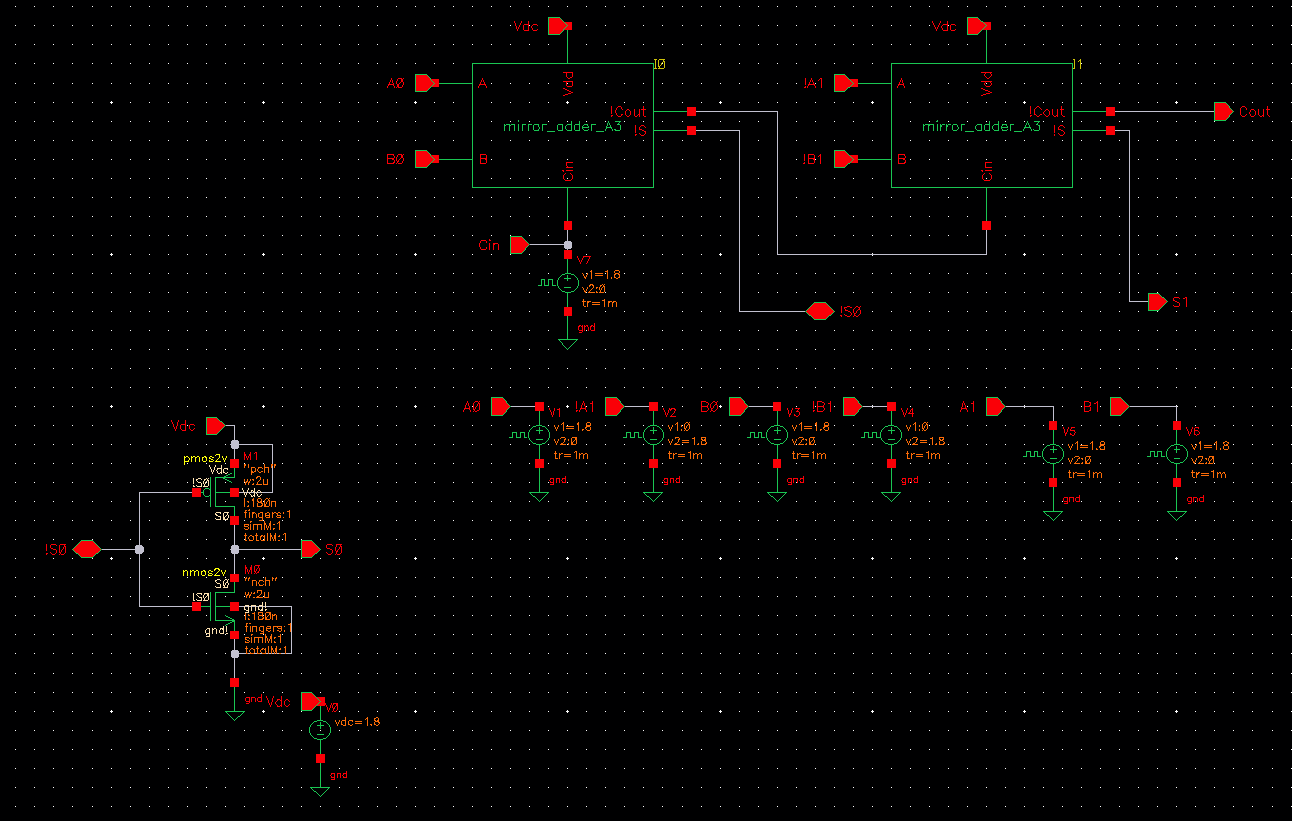 Vdc
Vdc
I0
I1
A0
A
Vdd
!Cout
mirror_adder_A3
!S
B0
B
Cin
!A1
A
Vdd
!Cout
Cout
mirror_adder_A3
!S
!B1
B
Cin
Cin
V7
v1=1.8
v2:0
tr=1m
gnd
!S0
S1
A0
V1
v1=1.8
v2:0
tr=1m
gnd
!A1
V2
v1:0
v2=1.8
tr=1m
gnd
B0
V3
v1=1.8
v2:0
tr=1m
gnd
!B1
V4
v1:0
v2=1.8
tr=1m
gnd
A1
V5
v1=1.8
v2:0
tr=1m
gnd
B1
V6
v1=1.8
v2:0
tr=1m
gnd
Vdc
pmos2v
M1
Vdc
"pch"
w:2u
!S0
Vdc
l:180n
S0
fingers:1
simM:1
totalM:1
!S0
S0
nmos2v
M0
S0
"nch"
w:2u
!S0
gnd!
l:180n
fingers:1
gnd!
simM:1
totalM:1
gnd
Vdc
V0
vdc=1.8
gnd